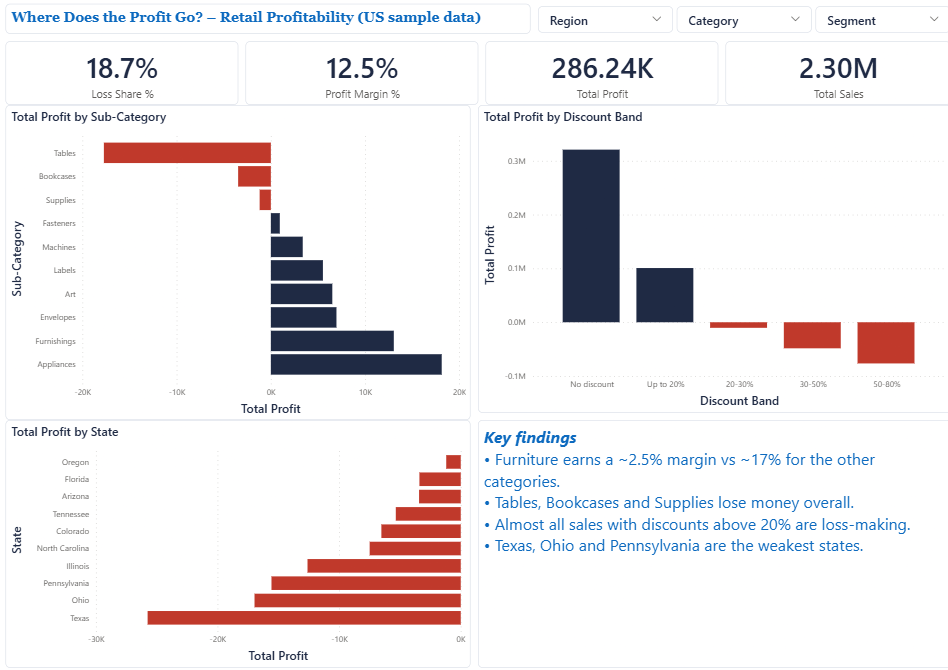 Where Does the Profit Go? – Retail Profitability (US sample data)
Region
Category
Segment
18.7%
Loss Share %
12.5%
Profit Margin %
286.24K
Total Profit
2.30M
Total Sales
Total Profit by Sub-Category
Sub-Category
Tables
Bookcases
Supplies
Fasteners
Machines
Labels
Art
Envelopes
Furnishings
Appliances
-20K
-10K
0K
10K
20K
Total Profit
Total Profit by Discount Band
Total Profit
0.3M
0.2M
0.1M
0.0M
-0.1M
No discount
Up to 20%
20-30%
30-50%
50-80%
Discount Band
Total Profit by State
State
Oregon
Florida
Arizona
Tennessee
Colorado
North Carolina
Illinois
Pennsylvania
Ohio
Texas
-30K
-20K
-10K
0K
Total Profit
Key findings
• Furniture earns a ~2.5% margin vs ~17% for the other
categories.
• Tables, Bookcases and Supplies lose money overall.
• Almost all sales with discounts above 20% are loss-making.
• Texas, Ohio and Pennsylvania are the weakest states.